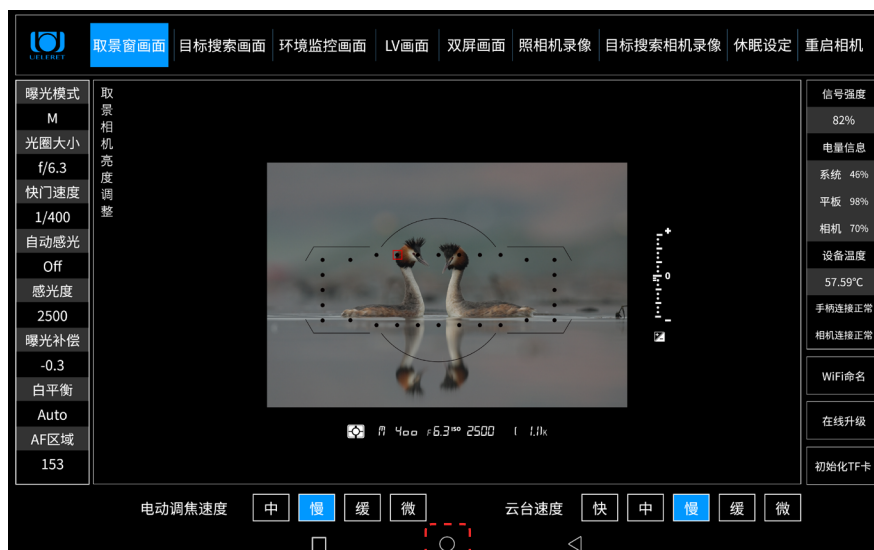 LIELERET
取景窗画面 目标搜索画面 环境监控画面 LV画面 双屏画面 照相机录像 目标搜索相机录像 休眠设定 重启相机
曝光模式
M
光圈大小
f/6.3
快门速度
1/400
自动感光
Off
感光度
2500
曝光补偿
-0.3
白平衡
Auto
AF区域
153
取景相机亮度调整
+
0
-
M 400 F6.3 ISO 2500 [ 1.1]K
信号强度
82%
电量信息
系统 46%
平板 98%
相机 70%
设备温度
57.59°C
手柄连接正常
相机连接正常
WiFi命名
在线升级
初始化TF卡
电动调焦速度 中 慢 缓 微 云台速度 快 中 慢 缓 微